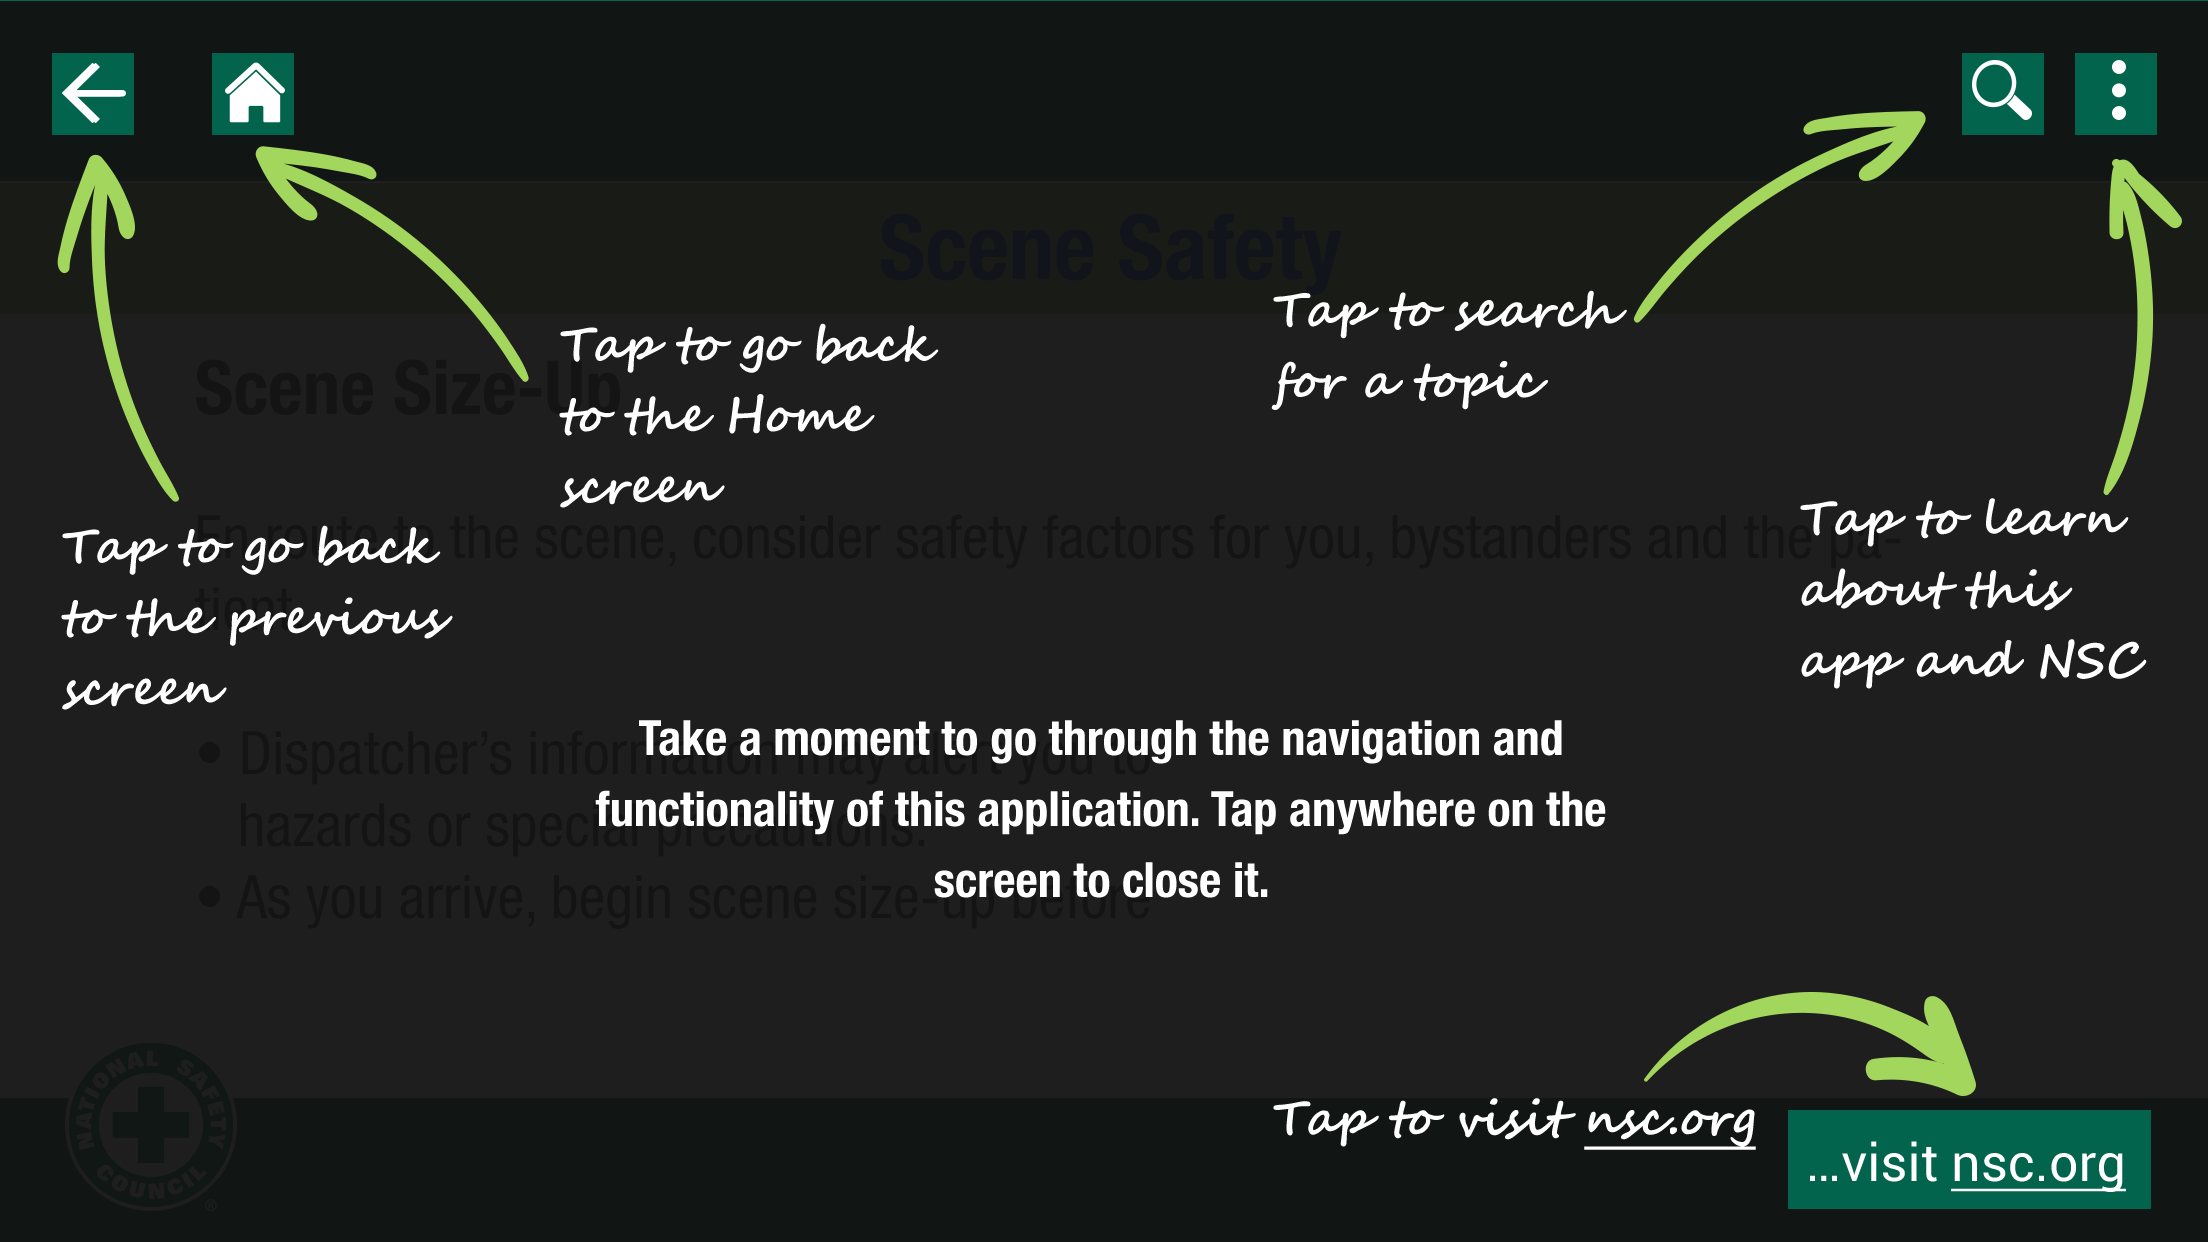 Scene Safety
Scene Size-Up
Tap to search
for a topic
Tap to go back
to the Home
screen
Tap to go back
to the previous
screen
Tap to learn
about this
app and NSC
En route to the scene, consider safety factors for you, bystanders and the pa-
tient
Take a moment to go through the navigation and
functionality of this application. Tap anywhere on the
screen to close it.
• Dispatcher’s information may alert you to
hazards or special precautions.
• As you arrive, begin scene size-up before
Tap to visit nsc.org
...visit nsc.org
NATIONAL SAFETY
COUNCIL
®